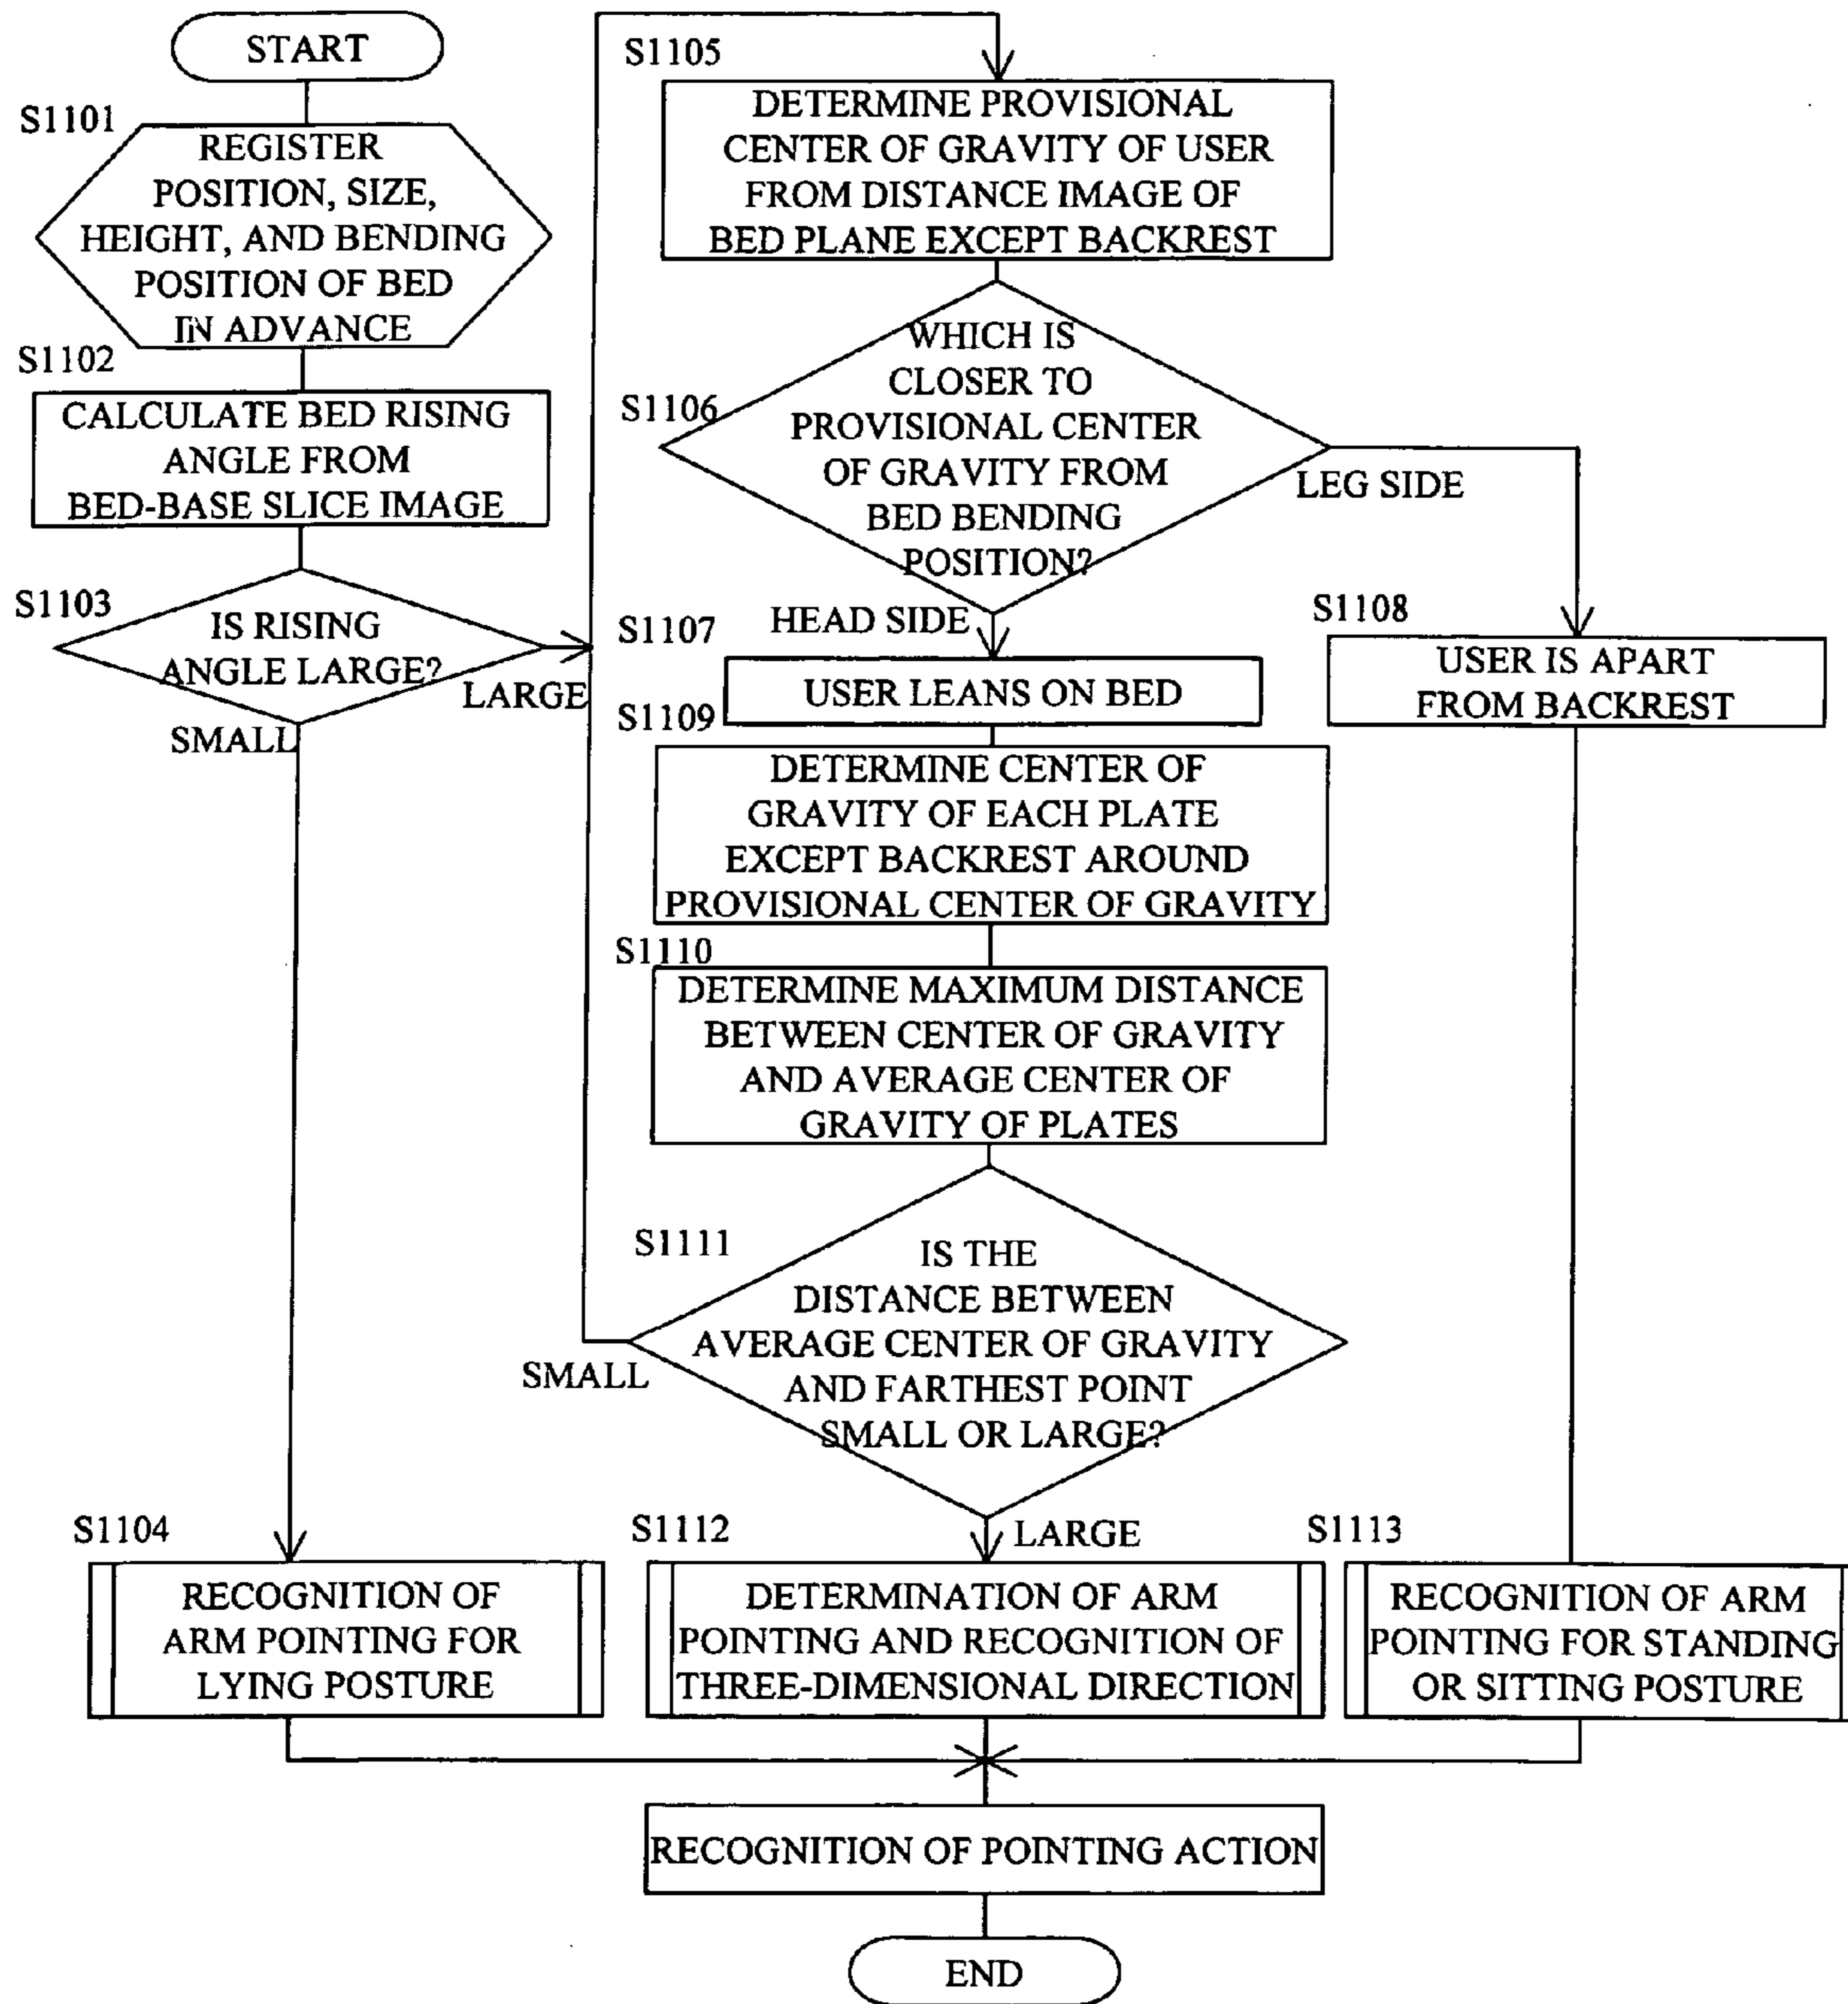 START
S1101
REGISTER
POSITION, SIZE,
HEIGHT, AND BENDING
POSITION OF BED
IN ADVANCE
S1102
CALCULATE BED RISING
ANGLE FROM
BED-BASE SLICE IMAGE
S1103
IS RISING
ANGLE LARGE?
LARGE
SMALL
S1104
RECOGNITION OF
ARM POINTING FOR
LYING POSTURE
S1105
DETERMINE PROVISIONAL
CENTER OF GRAVITY OF USER
FROM DISTANCE IMAGE OF
BED PLANE EXCEPT BACKREST
S1106
WHICH IS
CLOSER TO
PROVISIONAL CENTER
OF GRAVITY FROM
BED BENDING
POSITION?
LEG SIDE
HEAD SIDE
S1107
USER LEANS ON BED
S1108
USER IS APART
FROM BACKREST
S1109
DETERMINE CENTER OF
GRAVITY OF EACH PLATE
EXCEPT BACKREST AROUND
PROVISIONAL CENTER OF GRAVITY
S1110
DETERMINE MAXIMUM DISTANCE
BETWEEN CENTER OF GRAVITY
AND AVERAGE CENTER OF
GRAVITY OF PLATES
S1111
IS THE
DISTANCE BETWEEN
AVERAGE CENTER OF GRAVITY
AND FARTHEST POINT
SMALL OR LARGE?
SMALL
LARGE
S1112
DETERMINATION OF ARM
POINTING AND RECOGNITION OF
THREE-DIMENSIONAL DIRECTION
S1113
RECOGNITION OF ARM
POINTING FOR STANDING
OR SITTING POSTURE
RECOGNITION OF POINTING ACTION
END